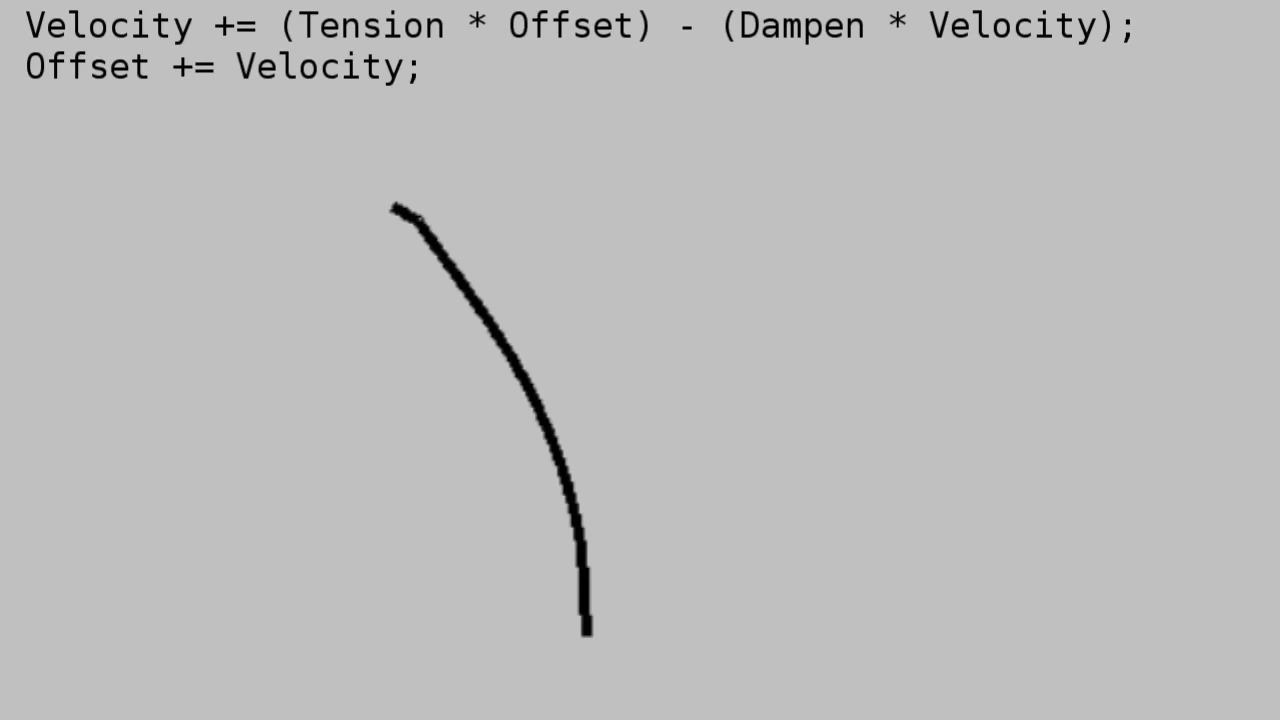 Velocity += (Tension * Offset) - (Dampen * Velocity);
Offset += Velocity;